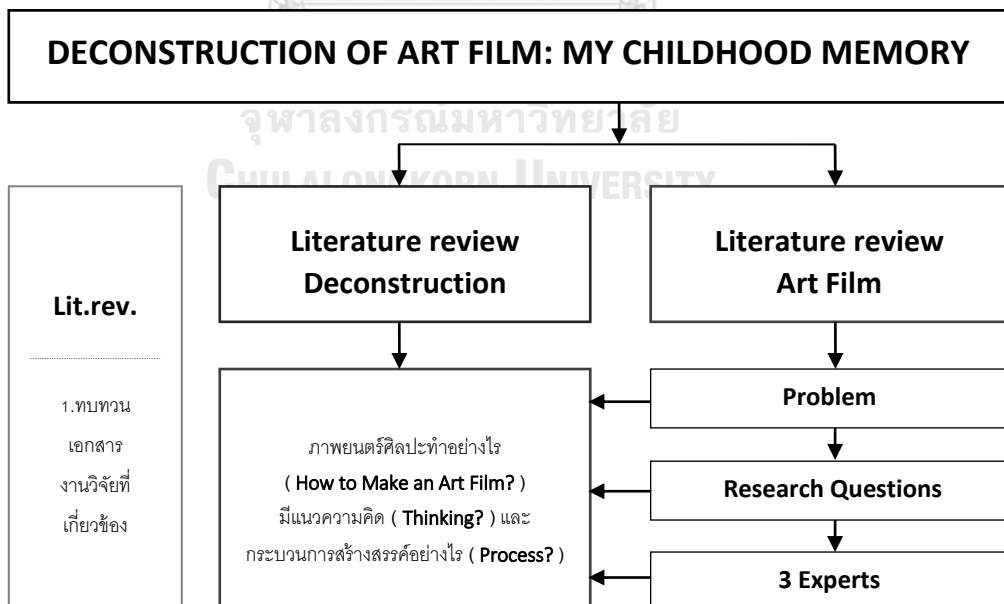 DECONSTRUCTION OF ART FILM: MY CHILDHOOD MEMORY
จุฬาลงกรณ์มหาวิทยาลัย
CHULALONGKORN UNIVERSITY
Lit.rev.
1.ทบทวน
เอกสาร
งานวิจัยที่
เกี่ยวข้อง
Literature review
Deconstruction
Literature review
Art Film
ภาพยนตร์ศิลปะทำอย่างไร
( How to Make an Art Film? )
มีแนวความคิด ( Thinking? ) และ
กระบวนการสร้างสรรค์อย่างไร ( Process? )
Problem
Research Questions
3 Experts